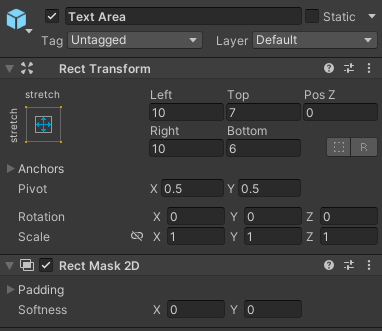 Text Area Static
Tag Untagged Layer Default
Rect Transform
stretch
stretch
Left Top Pos Z
10 7 0
Right Bottom
10 6 R
Anchors
Pivot X 0.5 Y 0.5
Rotation X 0 Y 0 Z 0
Scale X 1 Y 1 Z 1
Rect Mask 2D
Padding
Softness X 0 Y 0